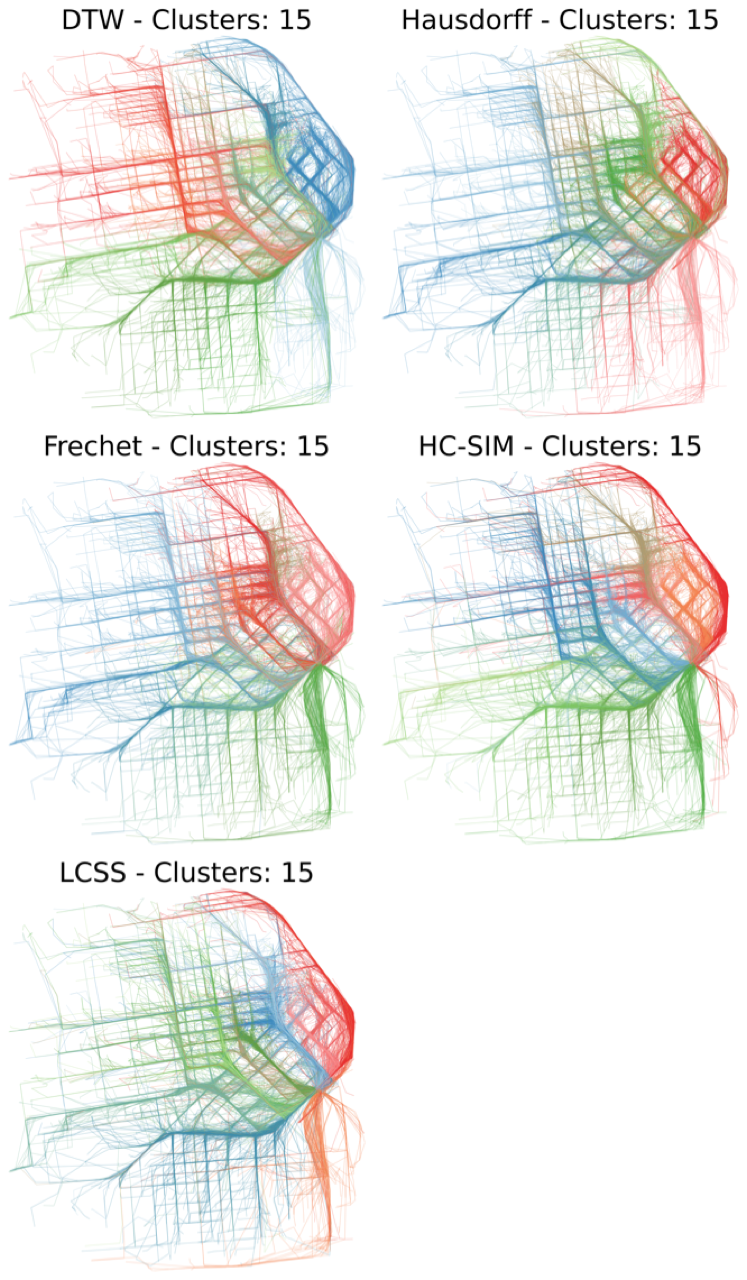 DTW - Clusters: 15
Hausdorff - Clusters: 15
Frechet - Clusters: 15
HC-SIM - Clusters: 15
LCSS - Clusters: 15